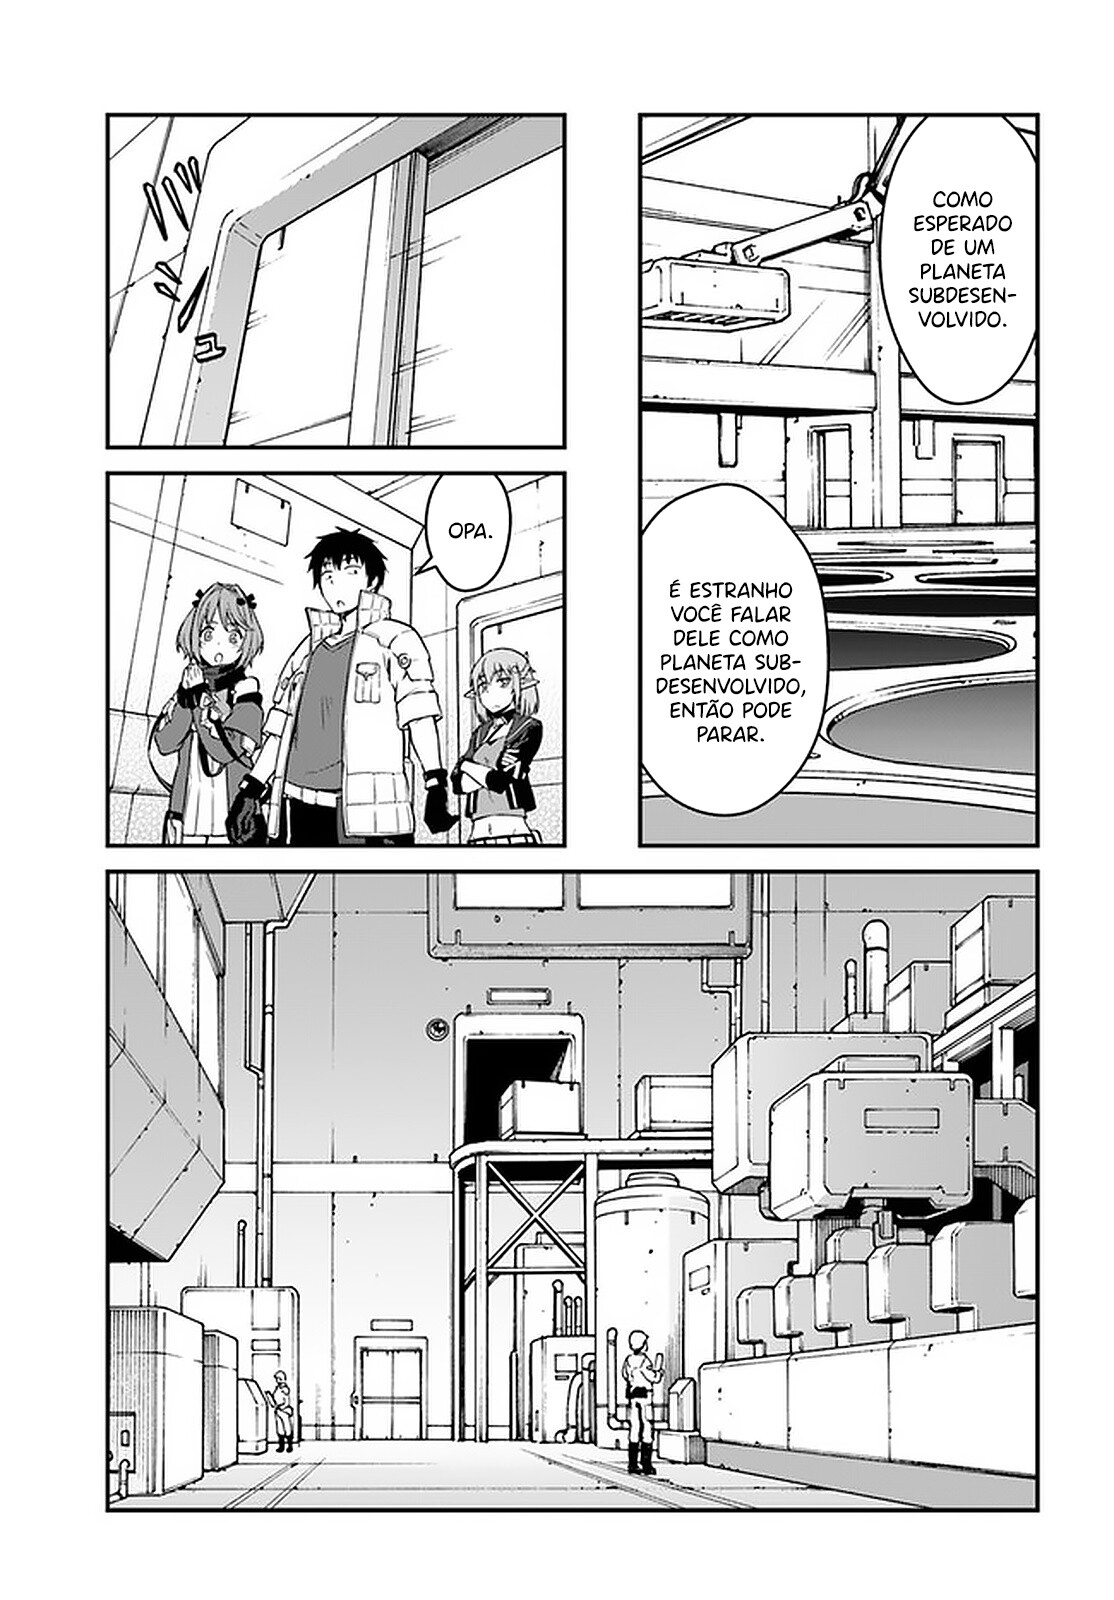 COMO
ESPERADO
DE UM
PLANETA
SUBDESEN-
VOLVIDO.
É ESTRANHO
VOCÊ FALAR
DELE COMO
PLANETA SUB-
DESENVOLVIDO,
ENTÃO PODE
PARAR.
OPA.